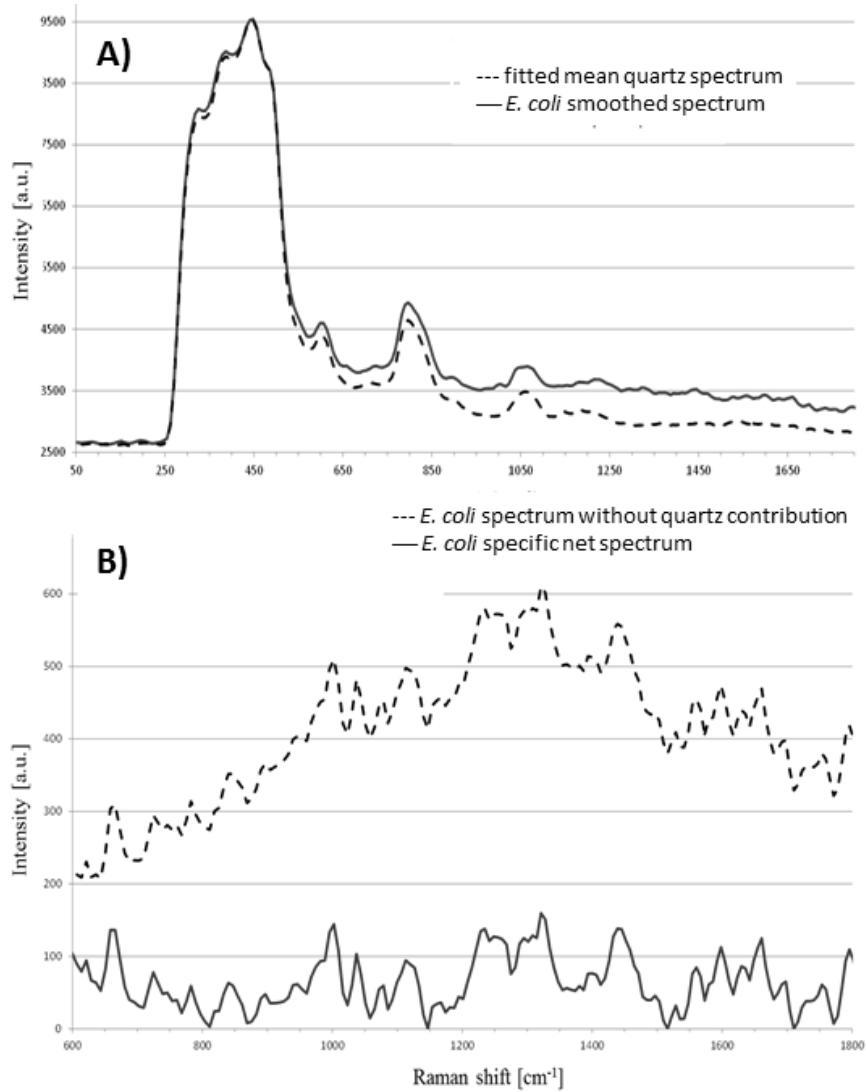 A)
--- fitted mean quartz spectrum
— E. coli smoothed spectrum
Intensity [a.u.]
9500
8500
7500
6500
5500
4500
3500
2500
50 250 450 650 850 1050 1250 1450 1650
B)
--- E. coli spectrum without quartz contribution
— E. coli specific net spectrum
Intensity [a.u.]
600
500
400
300
200
100
0
600 800 1000 1200 1400 1600 1800
Raman shift [cm⁻¹]